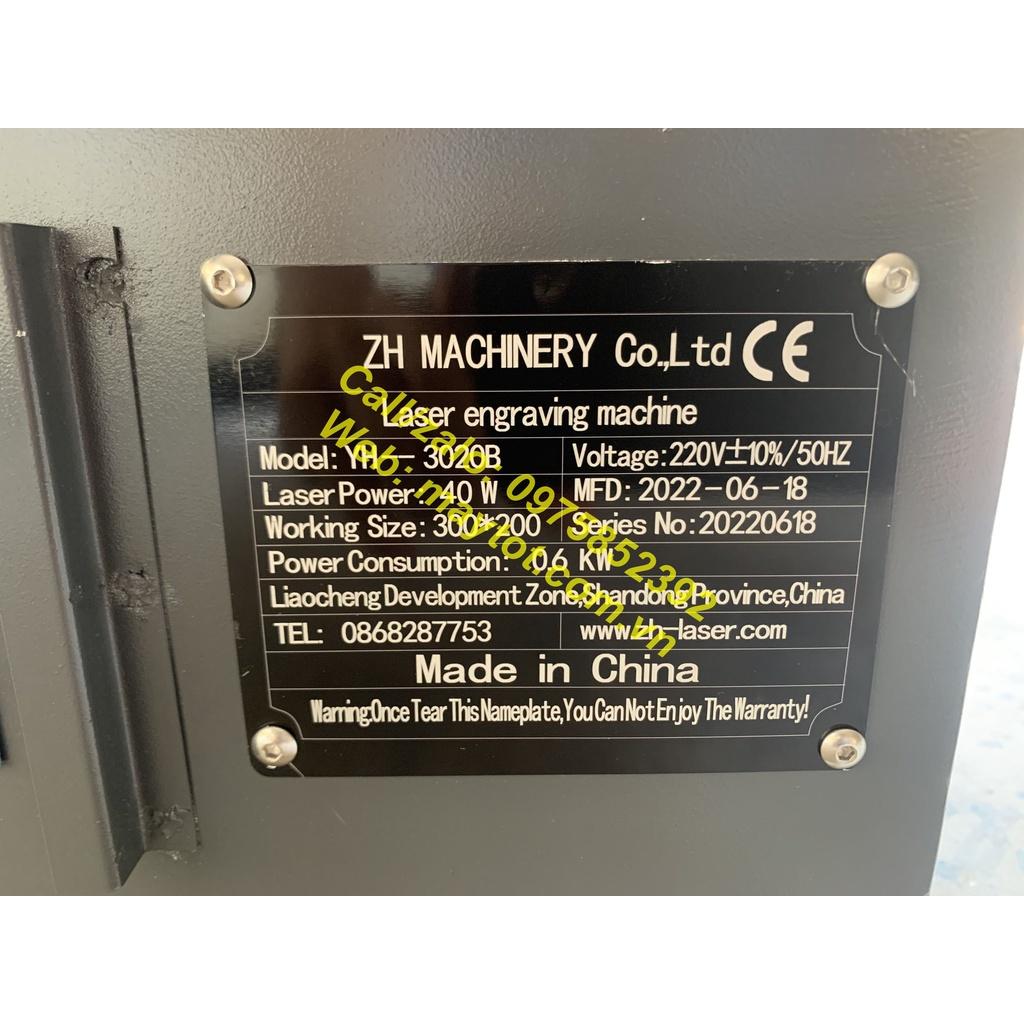 ZH MACHINERY Co.,Ltd CE
Laser engraving machine
Model: YH-3020B Voltage: 220V±10%/50HZ
Laser Power: 40 W MFD: 2022-06-18
Working Size: 300*200 Series No: 20220618
Power Consumption: 0.6 KW
Liaocheng Development Zone, Shandong Province, China
TEL: 0868287753 www.zh-laser.com
Made in China
Warning:Once Tear This Nameplate, You Can Not Enjoy The Warranty!
Call/zalo: 0973852392
Web: maytot.com.vn